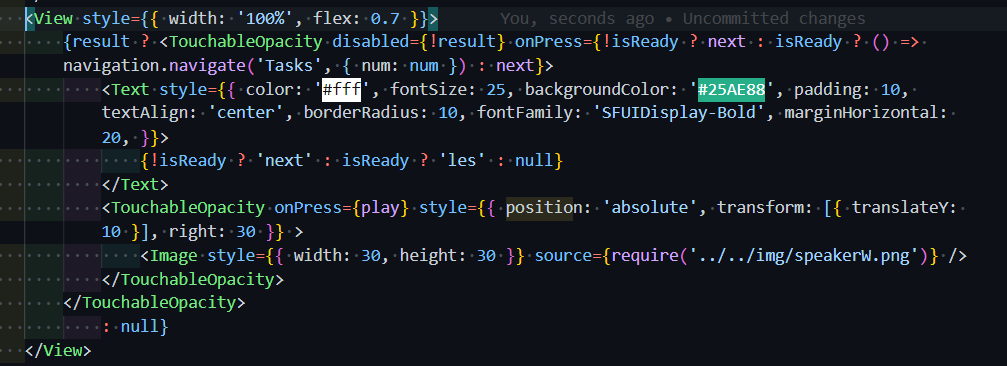 <View style={{ width: '100%', flex: 0.7 }}> You, seconds ago • Uncommitted changes
{result ? <TouchableOpacity disabled={!result} onPress={!isReady ? next : isReady ? () =>
navigation.navigate('Tasks', { num: num }) : next}>
<Text style={{ color: '#fff', fontSize: 25, backgroundColor: '#25AE88', padding: 10,
textAlign: 'center', borderRadius: 10, fontFamily: 'SFUIDisplay-Bold', marginHorizontal:
20, }}>
{!isReady ? 'next' : isReady ? 'les' : null}
</Text>
<TouchableOpacity onPress={play} style={{ position: 'absolute', transform: [{ translateY:
10 }], right: 30 }} >
<Image style={{ width: 30, height: 30 }} source={require('../../img/speakerW.png')} />
</TouchableOpacity>
</TouchableOpacity>
: null}
</View>